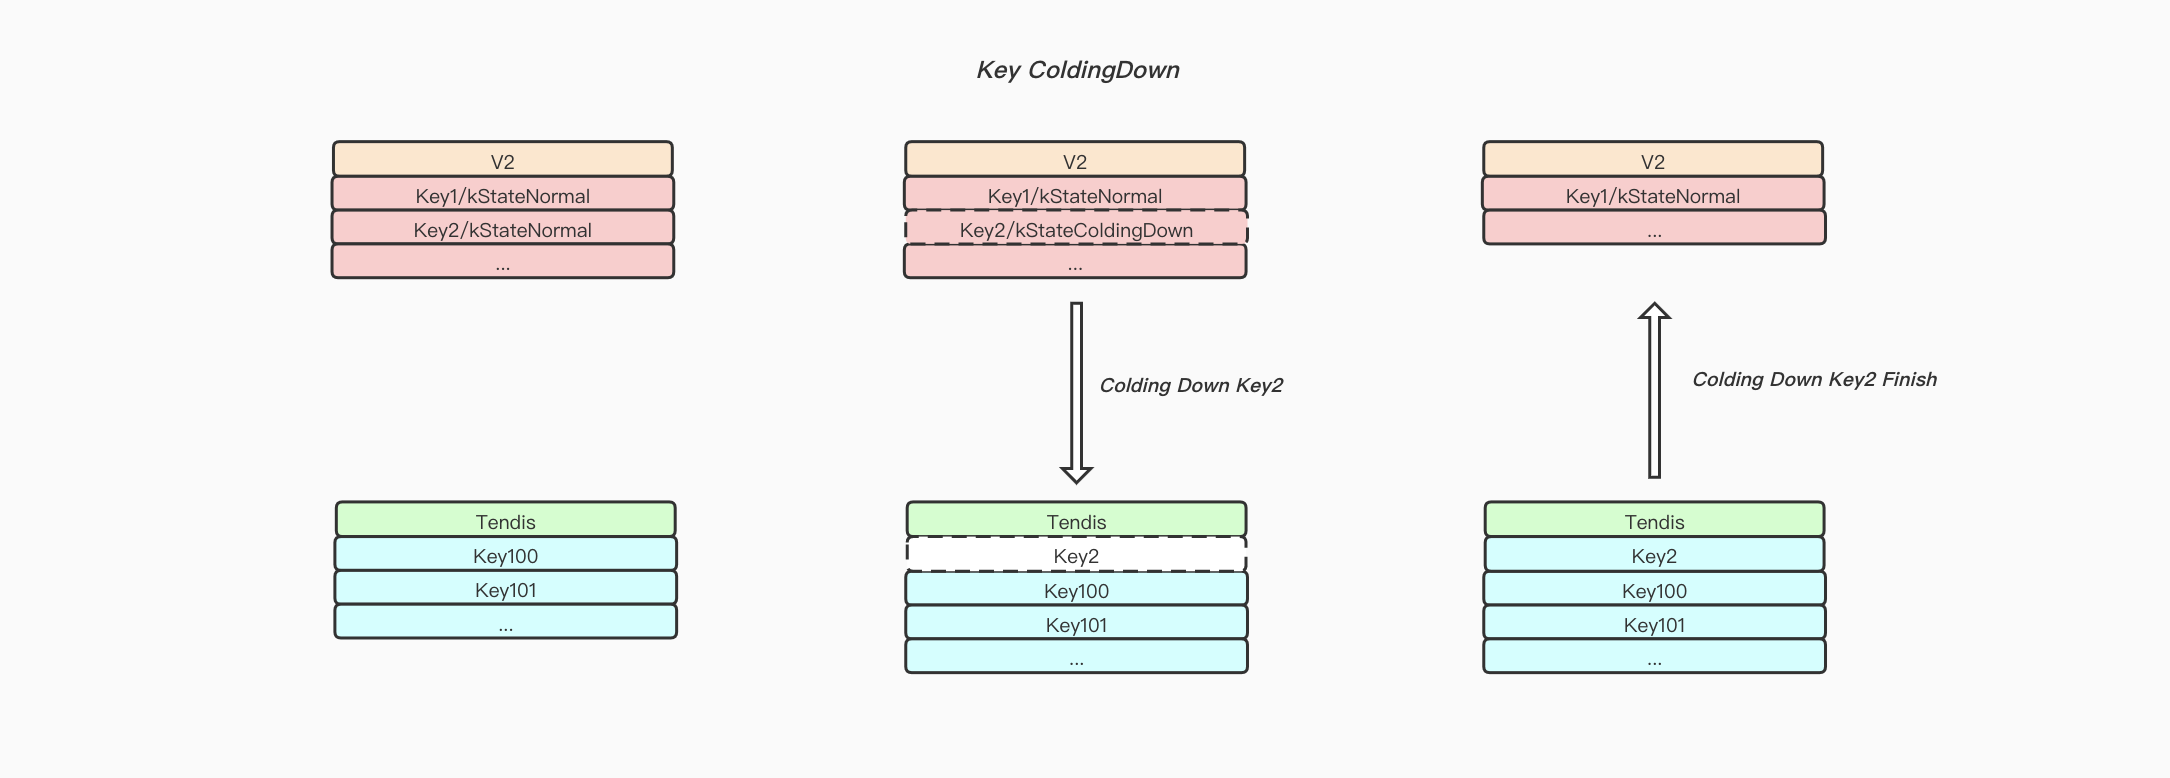 Key ColdingDown
V2
Key1/kStateNormal
Key2/kStateNormal
...
V2
Key1/kStateNormal
Key2/kStateColdingDown
...
V2
Key1/kStateNormal
...
Colding Down Key2
Colding Down Key2 Finish
Tendis
Key100
Key101
...
Tendis
Key2
Key100
Key101
...
Tendis
Key2
Key100
Key101
...